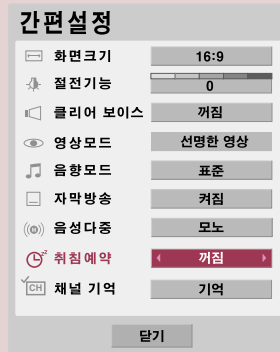 간편설정
화면크기 16:9
절전기능 0
클리어 보이스 꺼짐
영상모드 선명한 영상
음향모드 표준
자막방송 켜짐
음성다중 모노
취침예약 꺼짐
CH 채널 기억 기억
닫기